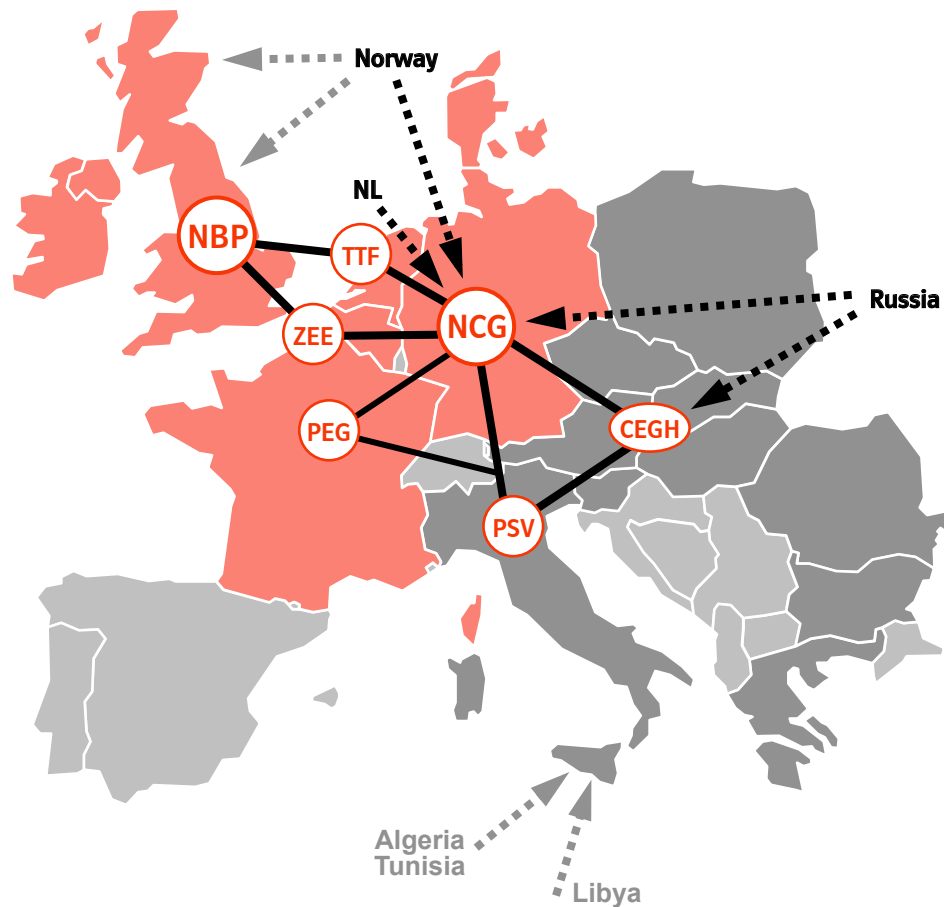 Norway
NL
NBP
TTF
Russia
ZEE
NCG
PEG
CEGH
PSV
Algeria
Tunisia
Libya